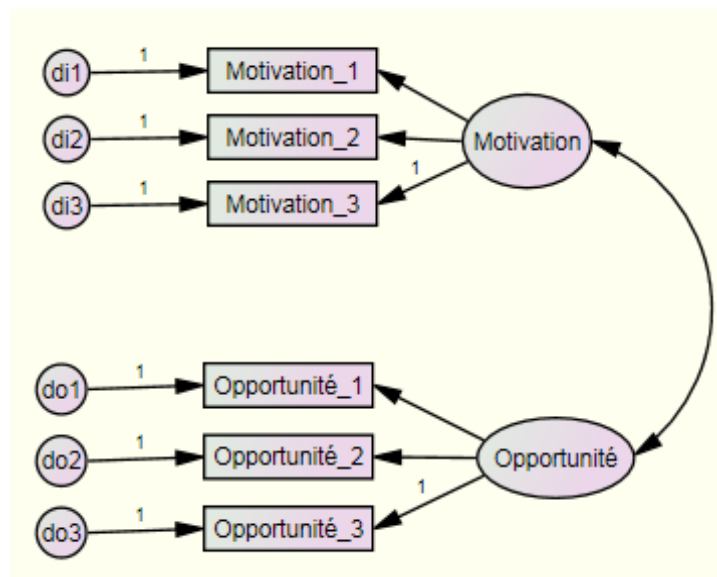 di1 1 Motivation_1
di2 1 Motivation_2 Motivation
di3 1 Motivation_3 1
do1 1 Opportunité_1
do2 1 Opportunité_2 Opportunité
do3 1 Opportunité_3 1